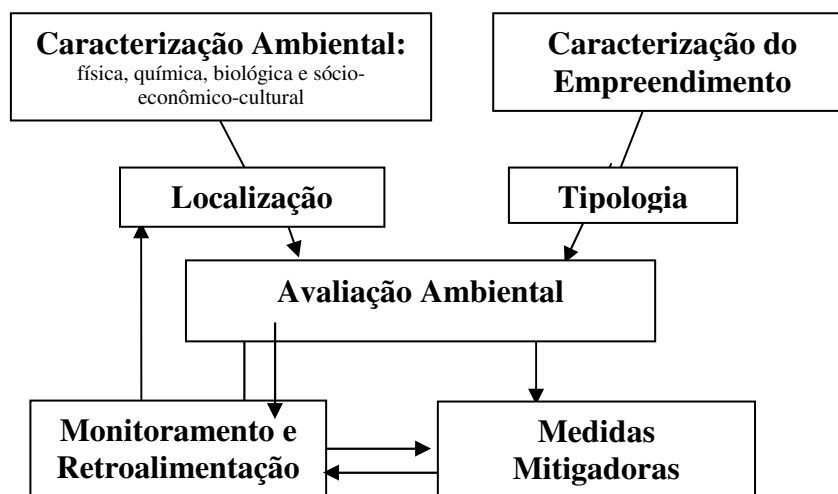 Caracterização Ambiental:
física, química, biológica e sócio-
econômico-cultural
Caracterização do
Empreendimento
Localização
Tipologia
Avaliação Ambiental
Monitoramento e
Retroalimentação
Medidas
Mitigadoras